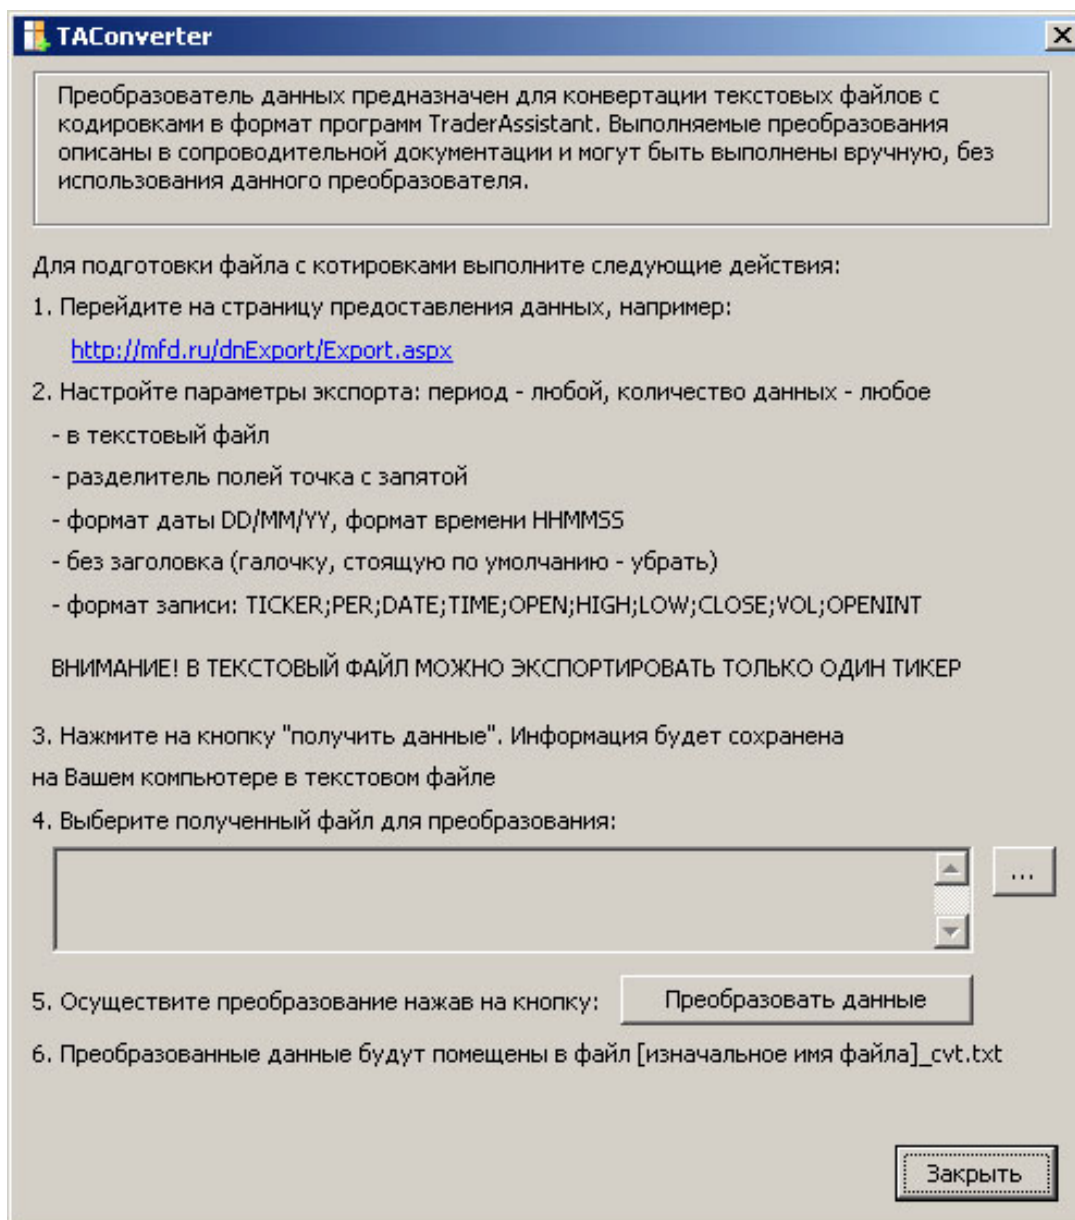 TAConverter
Преобразователь данных предназначен для конвертации текстовых файлов с
кодировками в формат программ TraderAssistant. Выполняемые преобразования
описаны в сопроводительной документации и могут быть выполнены вручную, без
использования данного преобразователя.
Для подготовки файла с котировками выполните следующие действия:
1. Перейдите на страницу предоставления данных, например:
http://mfd.ru/dnExport/Export.aspx
2. Настройте параметры экспорта: период - любой, количество данных - любое
- в текстовый файл
- разделитель полей точка с запятой
- формат даты DD/MM/YY, формат времени HHMMSS
- без заголовка (галочку, стоящую по умолчанию - убрать)
- формат записи: TICKER;PER;DATE;TIME;OPEN;HIGH;LOW;CLOSE;VOL;OPENINT
ВНИМАНИЕ! В ТЕКСТОВЫЙ ФАЙЛ МОЖНО ЭКСПОРТИРОВАТЬ ТОЛЬКО ОДИН ТИКЕР
3. Нажмите на кнопку "получить данные". Информация будет сохранена
на Вашем компьютере в текстовом файле
4. Выберите полученный файл для преобразования:
...
5. Осуществите преобразование нажав на кнопку: Преобразовать данные
6. Преобразованные данные будут помещены в файл [изначальное имя файла]_cvt.txt
Закрыть